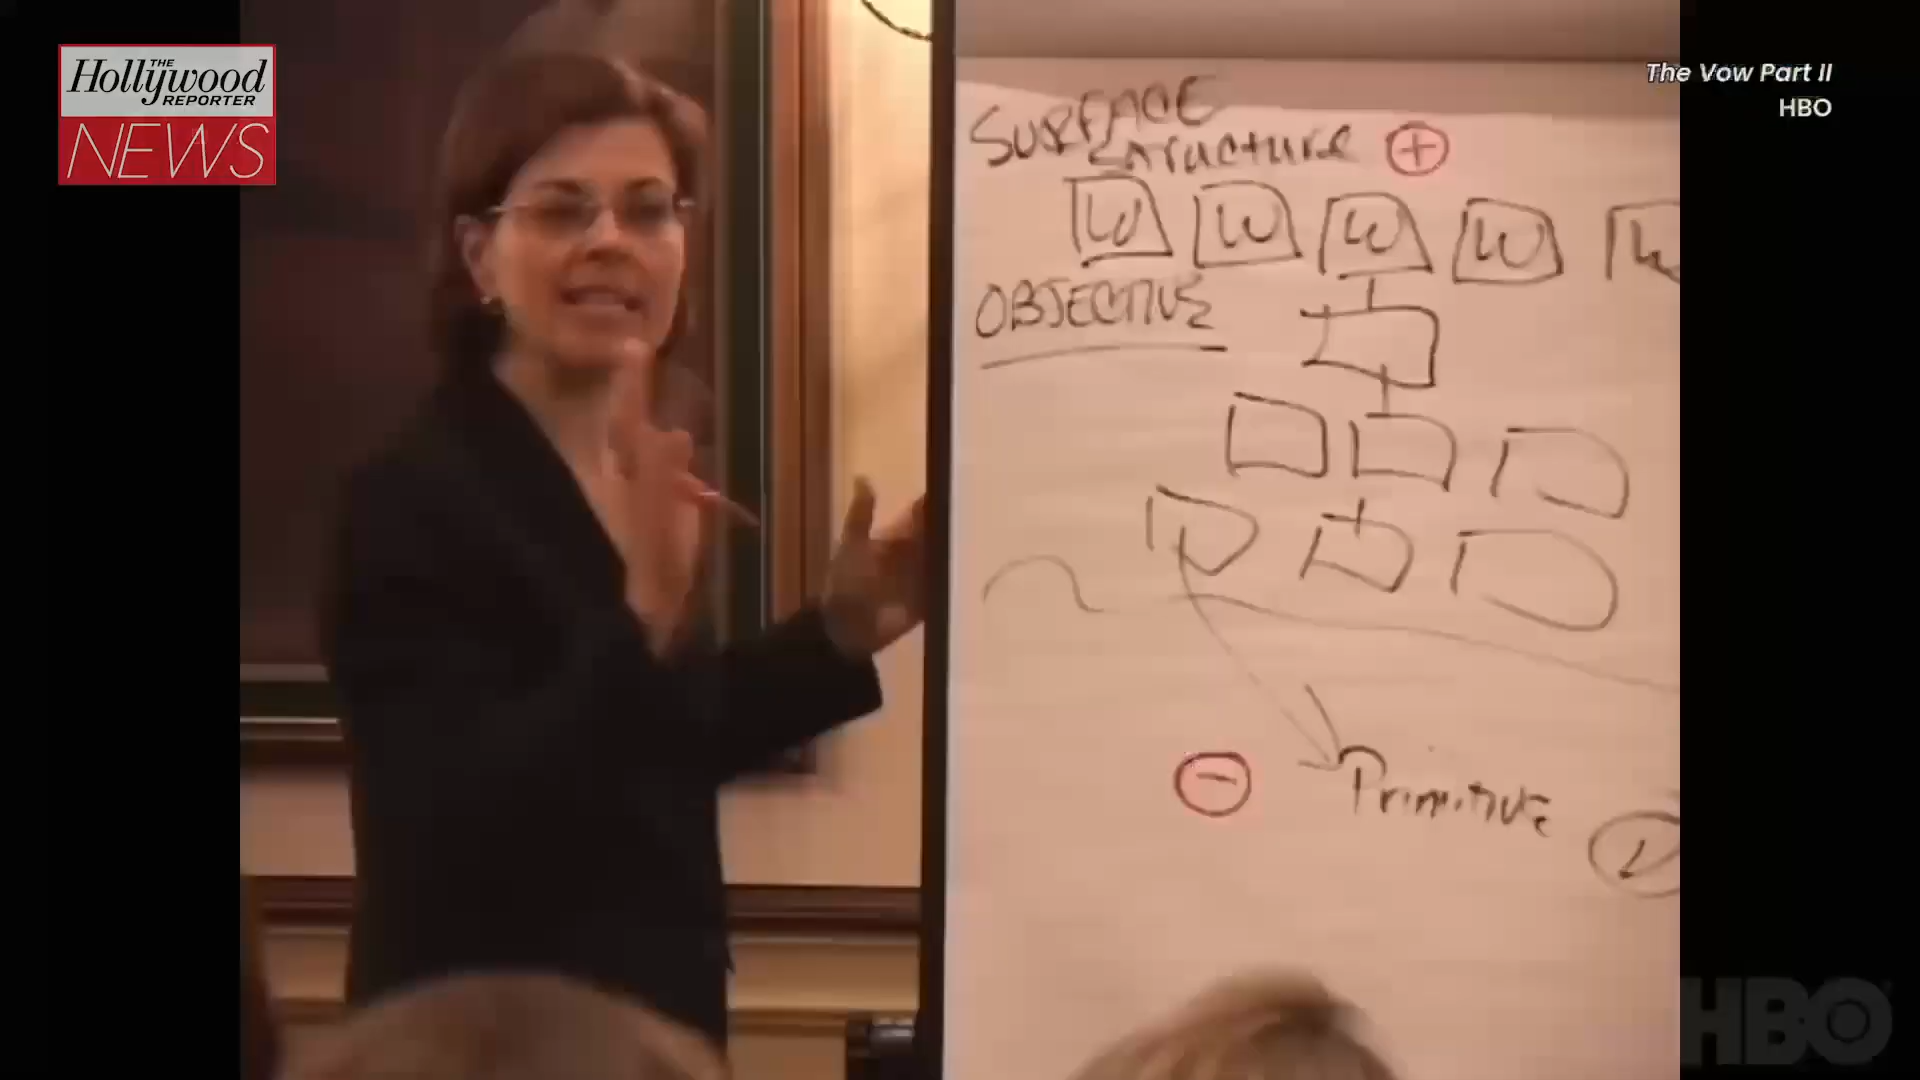 THE
Hollywood
REPORTER
NEWS
The Vow Part II
HBO
SURFACE
Structure +
W W W W
OBJECTIVE
- Primitive
HBO